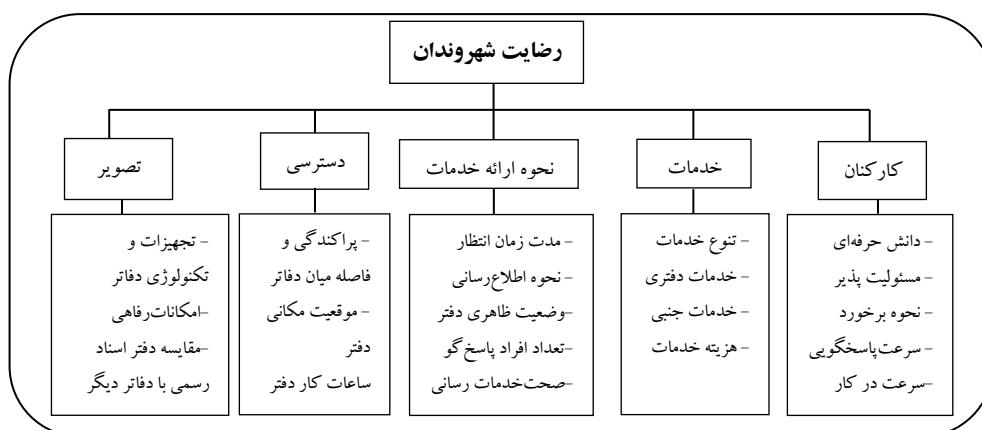 رضایت شهروندان
کارکنان
خدمات
نحوه ارائه خدمات
دسترسی
تصویر
- دانش حرفه‌ای
- مسئولیت پذیر
- نحوه برخورد
- سرعت‌پاسخگویی
-سرعت در کار
- تنوع خدمات
- خدمات دفتری
- خدمات جنبی
- هزیته خدمات
- مدت زمان انتظار
- نحوه اطلاع‌رسانی
-وضعیت ظاهری دفتر
-تعداد افراد پاسخ‌گو
-صحت‌خدمات رسانی
- پراکندگی و
فاصله میان دفاتر
- موقعیت مکانی
دفتر
ساعات کار دفتر
- تجهیزات و
تکنولوژی دفاتر
-امکانات‌رفاهی
-مقایسه دفتر اسناد
رسمی با دفاتر دیگر